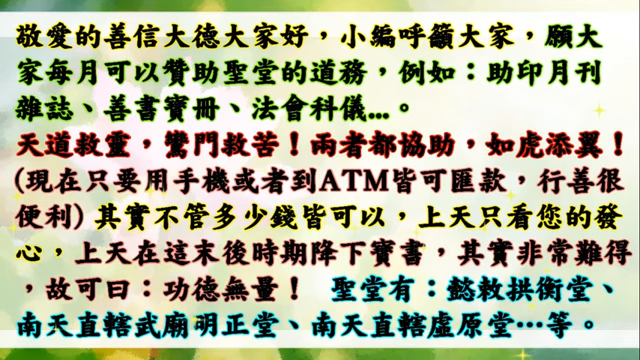 敬愛的善信大德大家好，小編呼籲大家，願大
家每月可以贊助聖堂的道務，例如：助印月刊
雜誌、善書寶冊、法會科儀...。
天道救靈，鸞門救苦！兩者都協助，如虎添翼！
(現在只要用手機或者到ATM皆可匯款，行善很
便利) 其實不管多少錢皆可以，上天只看您的發
心，上天在這末後時期降下寶書，其實非常難得
，故可曰：功德無量！ 聖堂有：懿敕拱衡堂、
南天直轄武廟明正堂、南天直轄虛原堂…等。